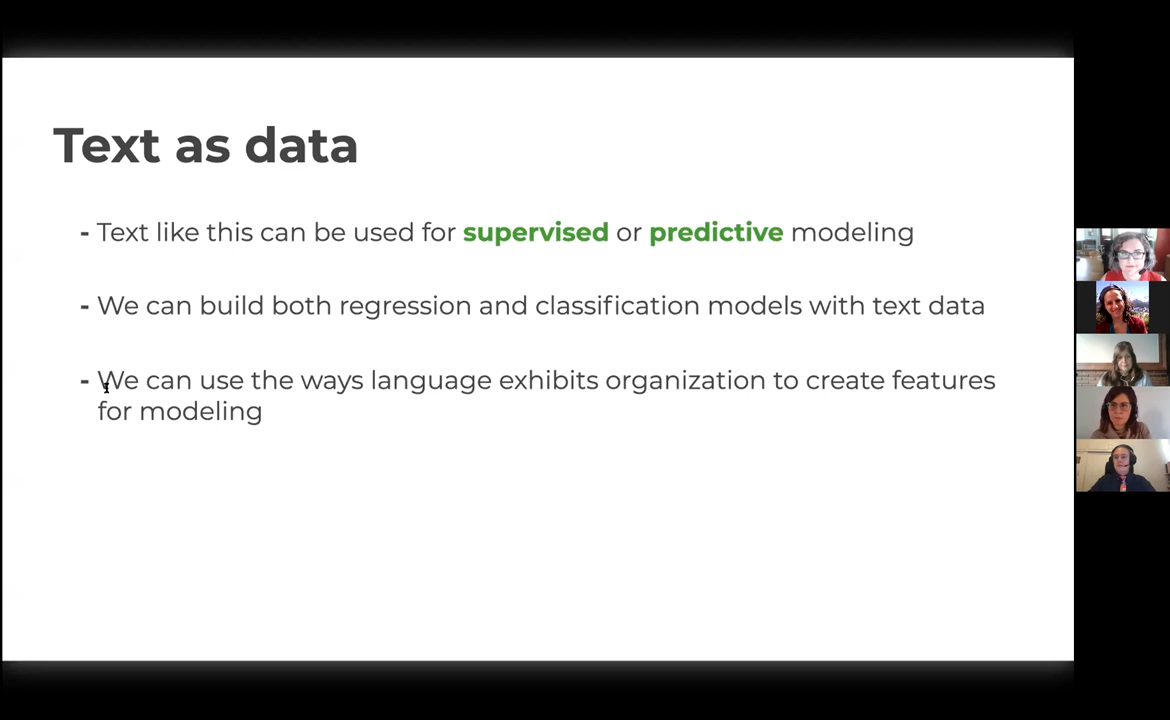 Text as data
- Text like this can be used for supervised or predictive modeling
- We can build both regression and classification models with text data
- We can use the ways language exhibits organization to create features
for modeling